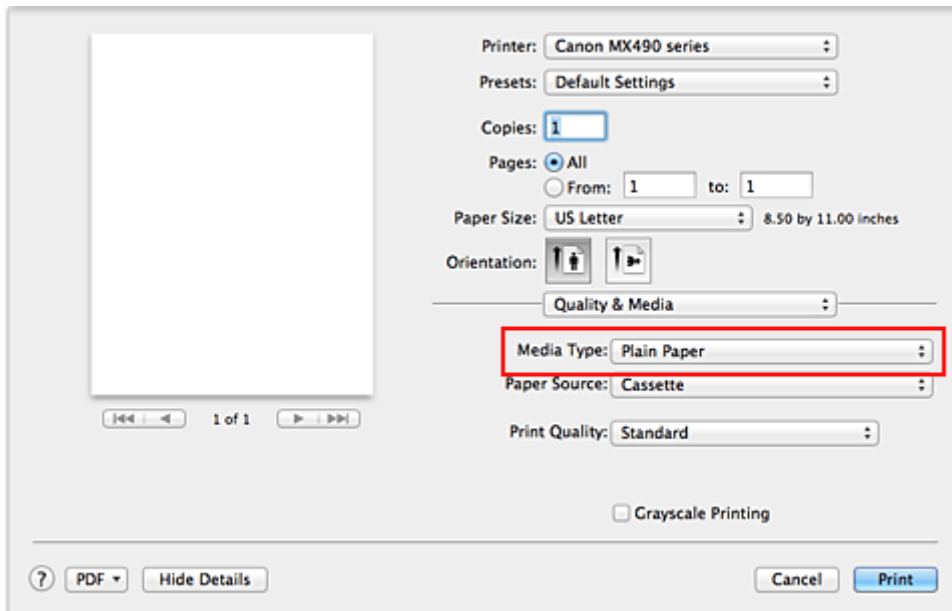 Printer: Canon MX490 series
Presets: Default Settings
Copies: 1
Pages: All
From: 1 to: 1
Paper Size: US Letter 8.50 by 11.00 inches
Orientation:
Quality & Media
Media Type: Plain Paper
Paper Source: Cassette
1 of 1
Print Quality: Standard
Grayscale Printing
? PDF Hide Details Cancel Print